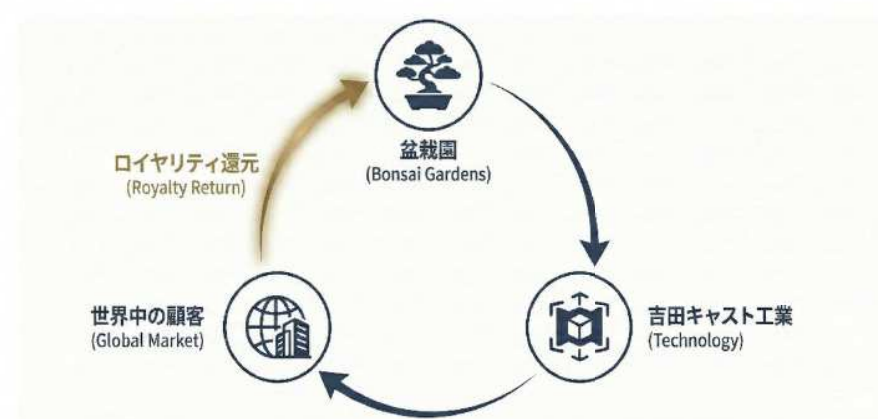 盆栽園
(Bonsai Gardens)
ロイヤリティ還元
(Royalty Return)
世界中の顧客
(Global Market)
吉田キャスト工業
(Technology)